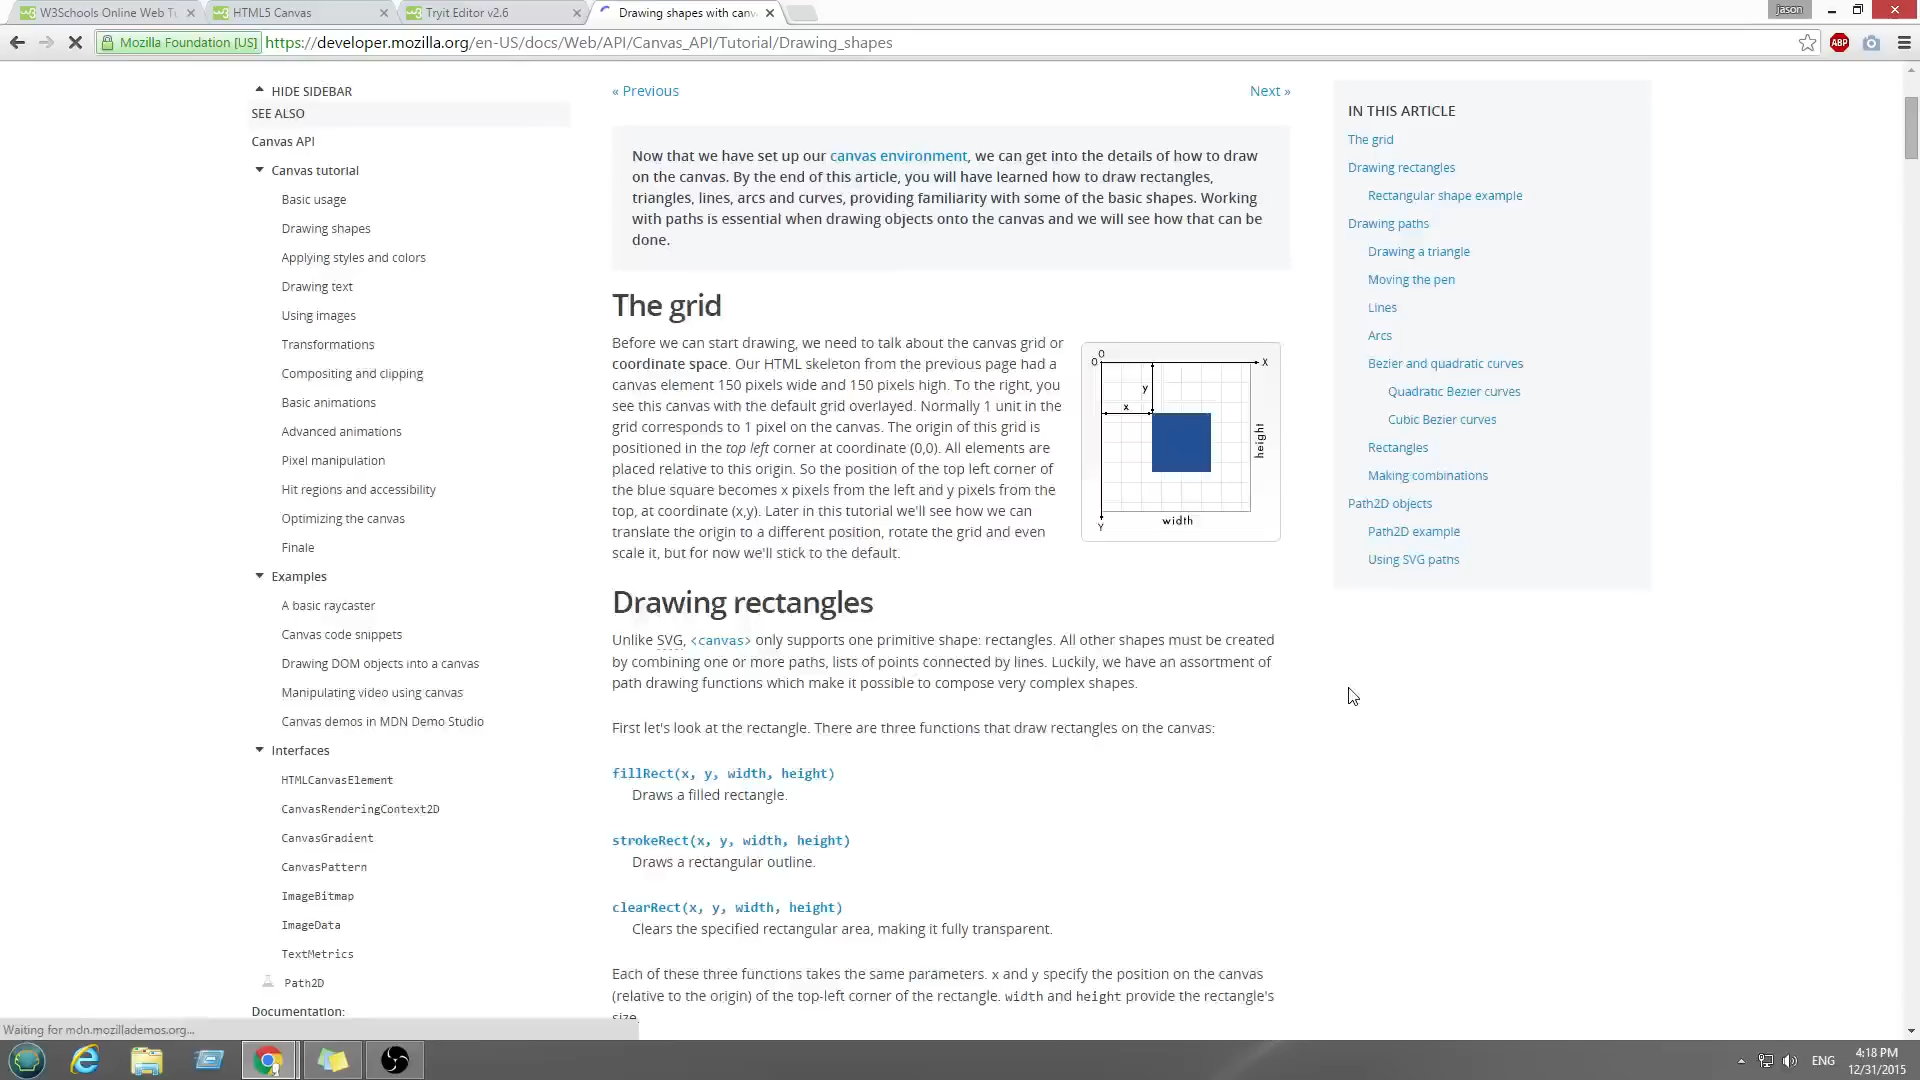 W3Schools Online Web Tu
HTML5 Canvas
Tryit Editor v2.6
Drawing shapes with canv
jason
Mozilla Foundation [US]
https://developer.mozilla.org/en-US/docs/Web/API/Canvas_API/Tutorial/Drawing_shapes
ABP
HIDE SIDEBAR
SEE ALSO
Canvas API
Canvas tutorial
Basic usage
Drawing shapes
Applying styles and colors
Drawing text
Using images
Transformations
Compositing and clipping
Basic animations
Advanced animations
Pixel manipulation
Hit regions and accessibility
Optimizing the canvas
Finale
Examples
A basic raycaster
Canvas code snippets
Drawing DOM objects into a canvas
Manipulating video using canvas
Canvas demos in MDN Demo Studio
Interfaces
HTMLCanvasElement
CanvasRenderingContext2D
CanvasGradient
CanvasPattern
ImageBitmap
ImageData
TextMetrics
Path2D
Documentation:
« Previous
Next »
Now that we have set up our canvas environment, we can get into the details of how to draw
on the canvas. By the end of this article, you will have learned how to draw rectangles,
triangles, lines, arcs and curves, providing familiarity with some of the basic shapes. Working
with paths is essential when drawing objects onto the canvas and we will see how that can be
done.
The grid
Before we can start drawing, we need to talk about the canvas grid or
coordinate space. Our HTML skeleton from the previous page had a
canvas element 150 pixels wide and 150 pixels high. To the right, you
see this canvas with the default grid overlayed. Normally 1 unit in the
grid corresponds to 1 pixel on the canvas. The origin of this grid is
positioned in the top left corner at coordinate (0,0). All elements are
placed relative to this origin. So the position of the top left corner of
the blue square becomes x pixels from the left and y pixels from the
top, at coordinate (x,y). Later in this tutorial we'll see how we can
translate the origin to a different position, rotate the grid and even
scale it, but for now we'll stick to the default.
0
0
X
y
x
height
width
Y
Drawing rectangles
Unlike SVG, <canvas> only supports one primitive shape: rectangles. All other shapes must be created
by combining one or more paths, lists of points connected by lines. Luckily, we have an assortment of
path drawing functions which make it possible to compose very complex shapes.
First let's look at the rectangle. There are three functions that draw rectangles on the canvas:
fillRect(x, y, width, height)
Draws a filled rectangle.
strokeRect(x, y, width, height)
Draws a rectangular outline.
clearRect(x, y, width, height)
Clears the specified rectangular area, making it fully transparent.
Each of these three functions takes the same parameters. x and y specify the position on the canvas
(relative to the origin) of the top-left corner of the rectangle. width and height provide the rectangle's
size.
IN THIS ARTICLE
The grid
Drawing rectangles
Rectangular shape example
Drawing paths
Drawing a triangle
Moving the pen
Lines
Arcs
Bezier and quadratic curves
Quadratic Bezier curves
Cubic Bezier curves
Rectangles
Making combinations
Path2D objects
Path2D example
Using SVG paths
Waiting for mdn.mozillademos.org...
ENG
4:18 PM
12/31/2015